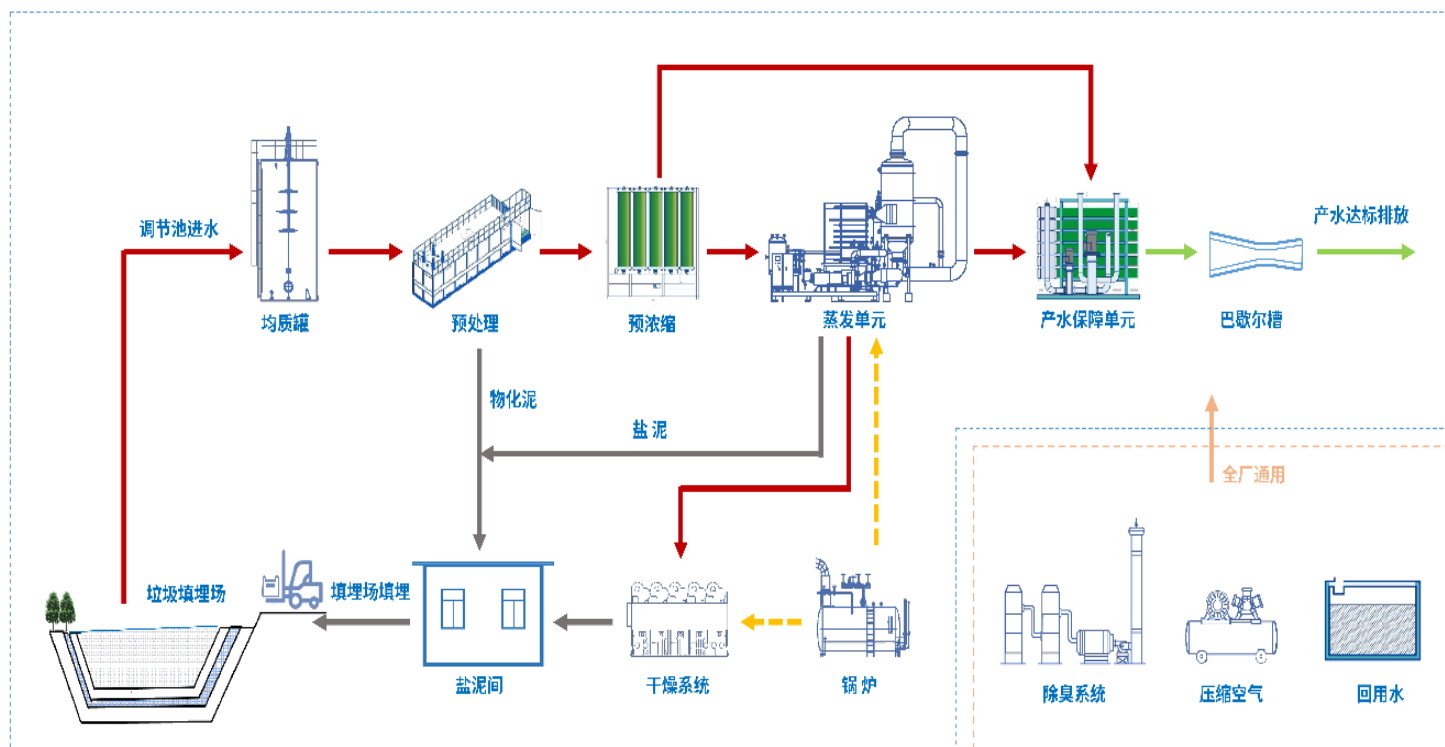 调节池进水
产水达标排放
均质罐
预处理
预浓缩
蒸发单元
产水保障单元
巴歇尔槽
物化泥
盐 泥
全厂通用
垃圾填埋场
填埋场填埋
盐泥间
干燥系统
锅 炉
除臭系统
压缩空气
回用水